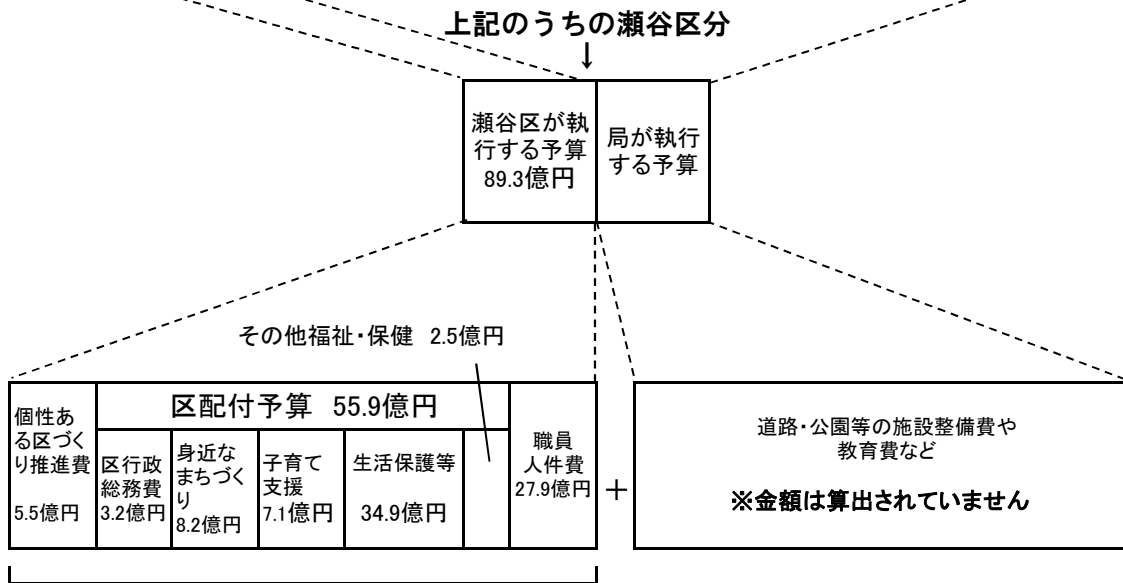 上記のうちの瀬谷区分
↓
瀬谷区が執
行する予算
89.3億円
局が執行
する予算
その他福祉・保健 2.5億円
個性あ
る区づく
り推進費
5.5億円
区配付予算 55.9億円
区行政
総務費
3.2億円
身近な
まちづく
り
8.2億円
子育て
支援
7.1億円
生活保護等
34.9億円
職員
人件費
27.9億円
+
道路・公園等の施設整備費や
教育費など
※金額は算出されていません